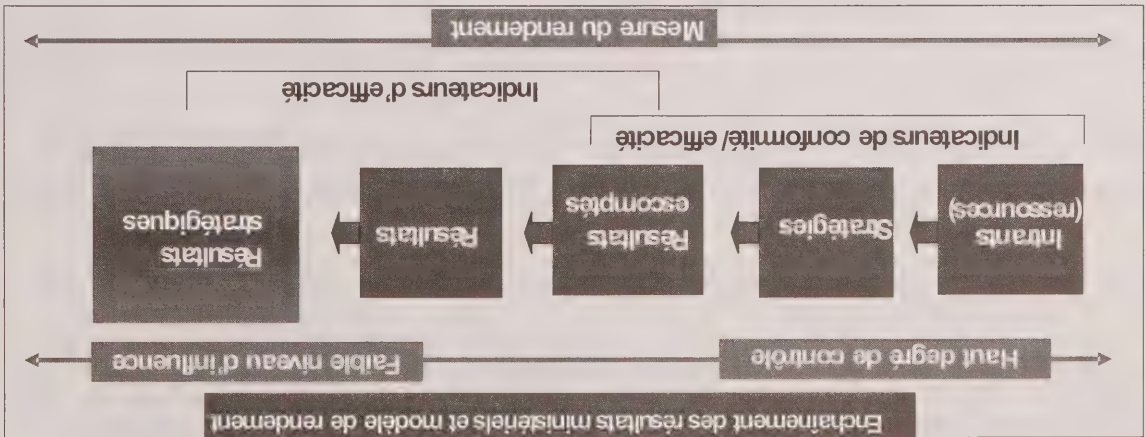 Enchaînement des résultats ministériels et modèle de rendement
Haut degré de contrôle
Faible niveau d'influence
Intrants
(ressources)
Stratégies
Résultats
escomptés
Résultats
Résultats
stratégiques
Indicateurs de conformité/ efficacité
Indicateurs d'efficacité
Mesure du rendement